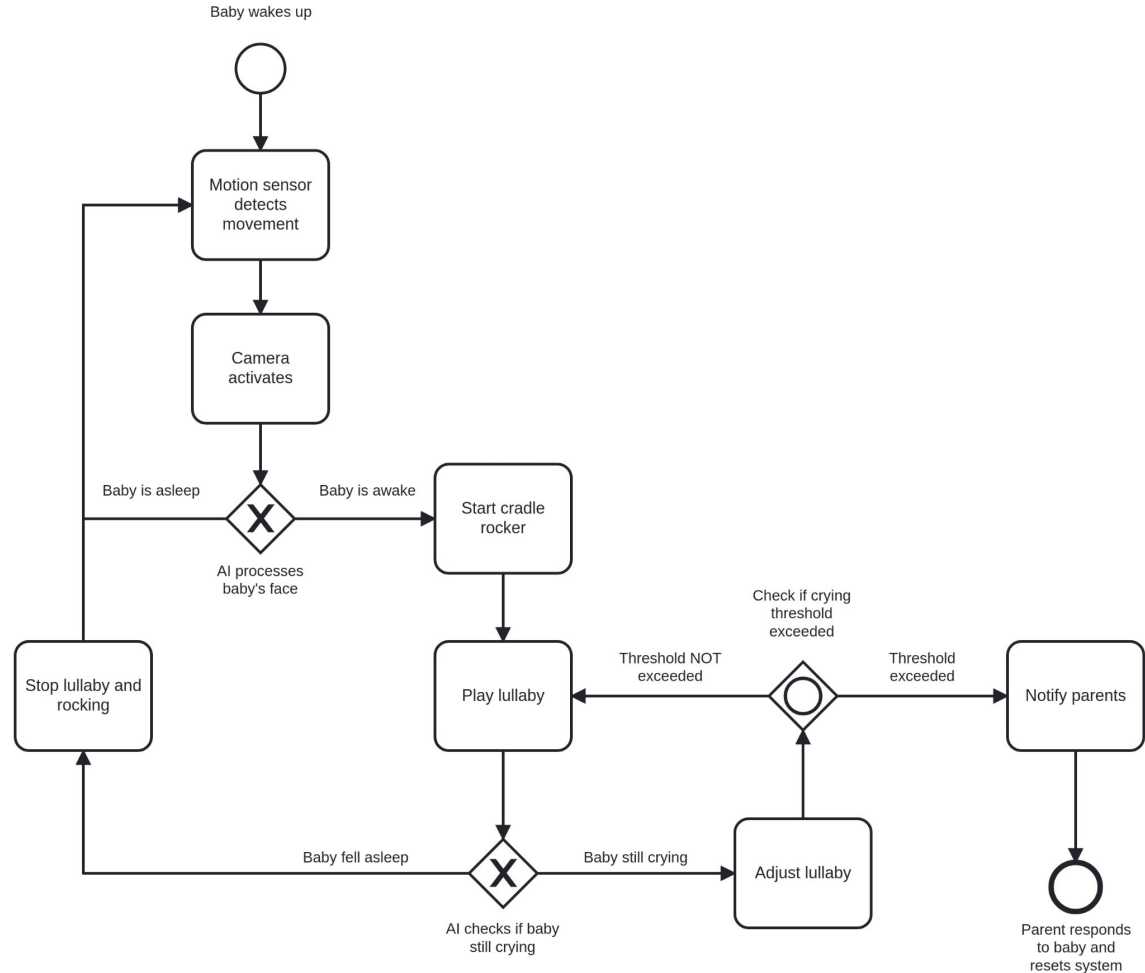 Baby wakes up
Motion sensor
detects
movement
Camera
activates
Baby is asleep
Baby is awake
X
AI processes
baby's face
Start cradle
rocker
Check if crying
threshold
exceeded
Stop lullaby and
rocking
Play lullaby
Threshold NOT
exceeded
Threshold
exceeded
Notify parents
Baby fell asleep
X
Baby still crying
Adjust lullaby
AI checks if baby
still crying
Parent responds
to baby and
resets system